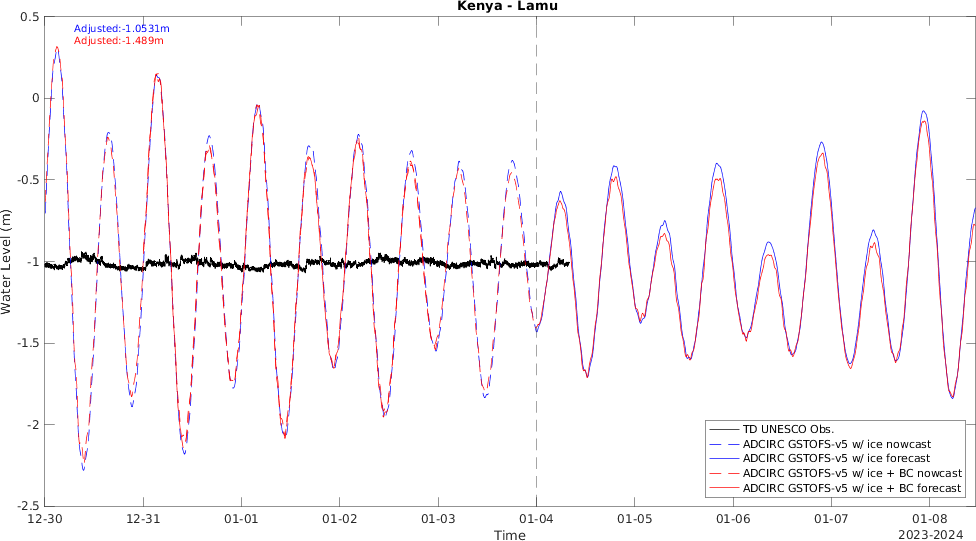 Kenya - Lamu
Adjusted:-1.0531m
Adjusted:-1.489m
0.5
0
-0.5
-1
-1.5
-2
-2.5
Water Level (m)
TD UNESCO Obs.
ADCIRC GSTOFS-v5 w/ ice nowcast
ADCIRC GSTOFS-v5 w/ ice forecast
ADCIRC GSTOFS-v5 w/ ice + BC nowcast
ADCIRC GSTOFS-v5 w/ ice + BC forecast
12-30 12-31 01-01 01-02 01-03 01-04 01-05 01-06 01-07 01-08
Time
2023-2024